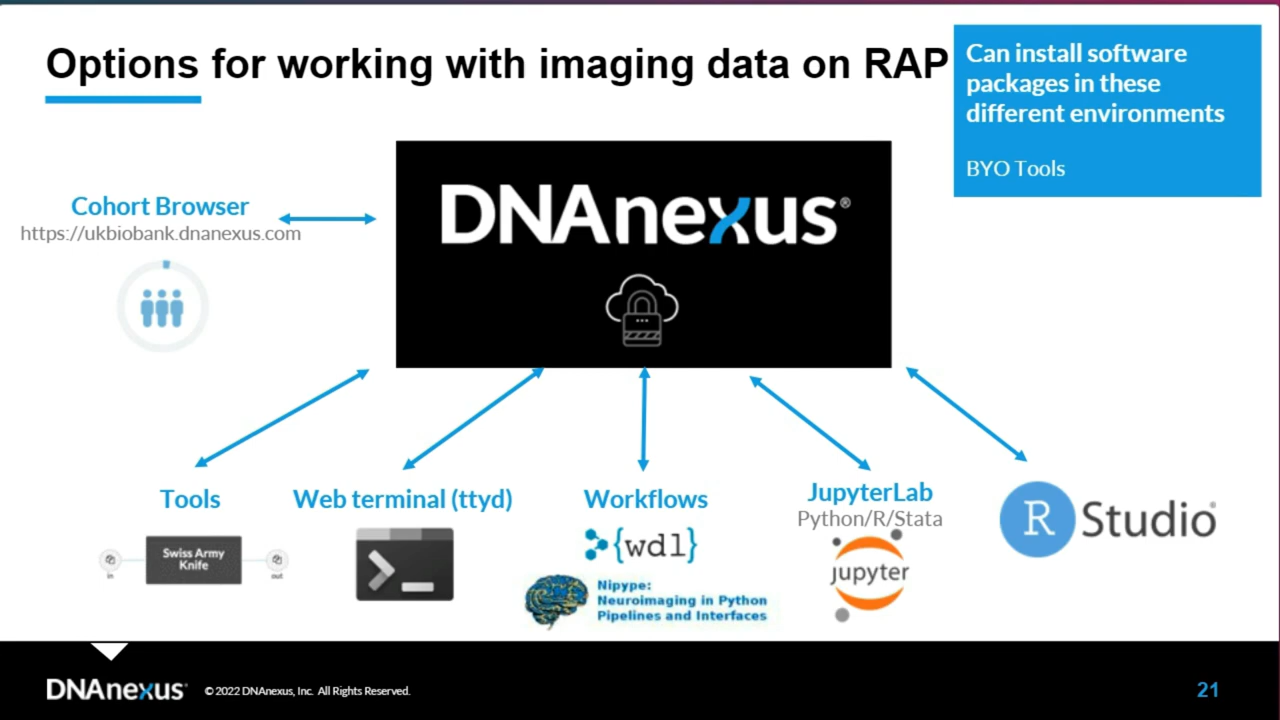 Options for working with imaging data on RAP
Can install software
packages in these
different environments
BYO Tools
DNAnexus®
Cohort Browser
https://ukbiobank.dnanexus.com
Tools
Swiss Army
Knife
in
out
Web terminal (ttyd)
Workflows
{wdl}
Nipype:
Neuroimaging in Python
Pipelines and Interfaces
JupyterLab
Python/R/Stata
jupyter
R Studio®
DNAnexus®
© 2022 DNAnexus, Inc. All Rights Reserved.
21